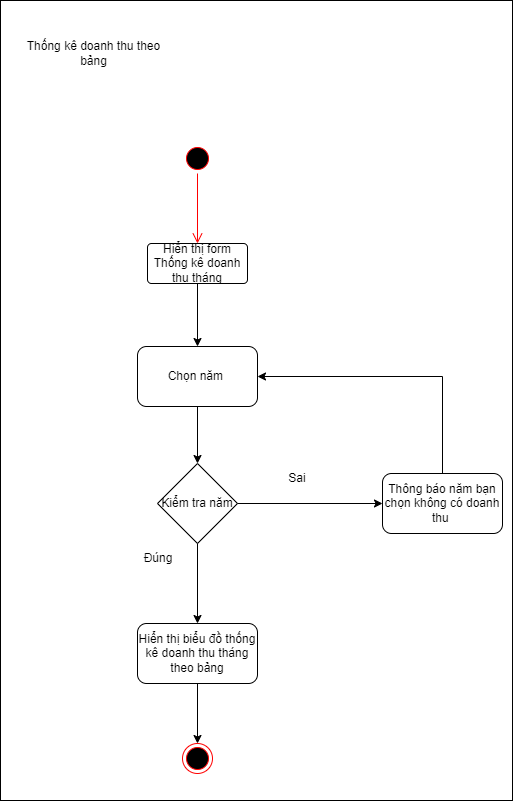 Thống kê doanh thu theo
bảng
Hiển thị form
Thống kê doanh
thu tháng
Chọn năm
Kiểm tra năm
Sai
Thông báo năm bạn
chọn không có doanh
thu
Đúng
Hiển thị biểu đồ thống
kê doanh thu tháng
theo bảng